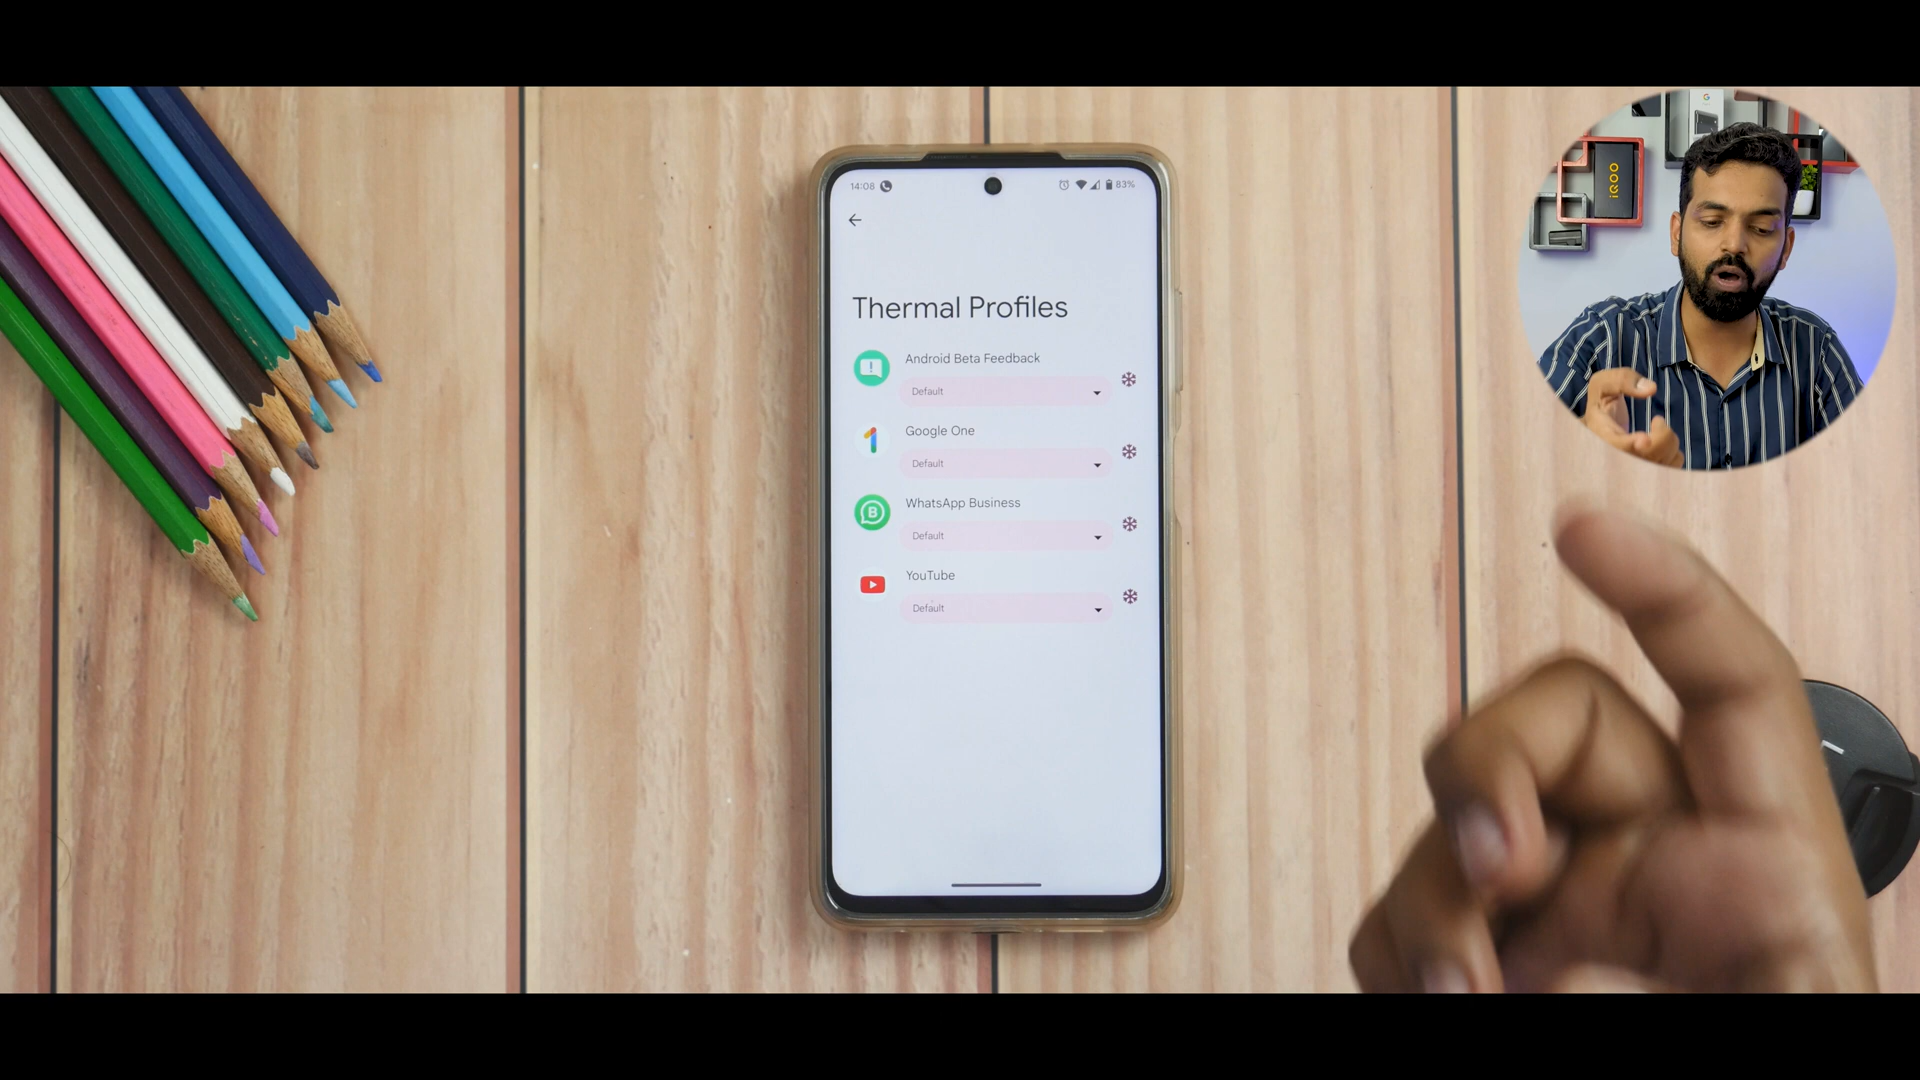 14:08
83%
Thermal Profiles
Android Beta Feedback
Default
Google One
Default
WhatsApp Business
Default
YouTube
Default
iQOO